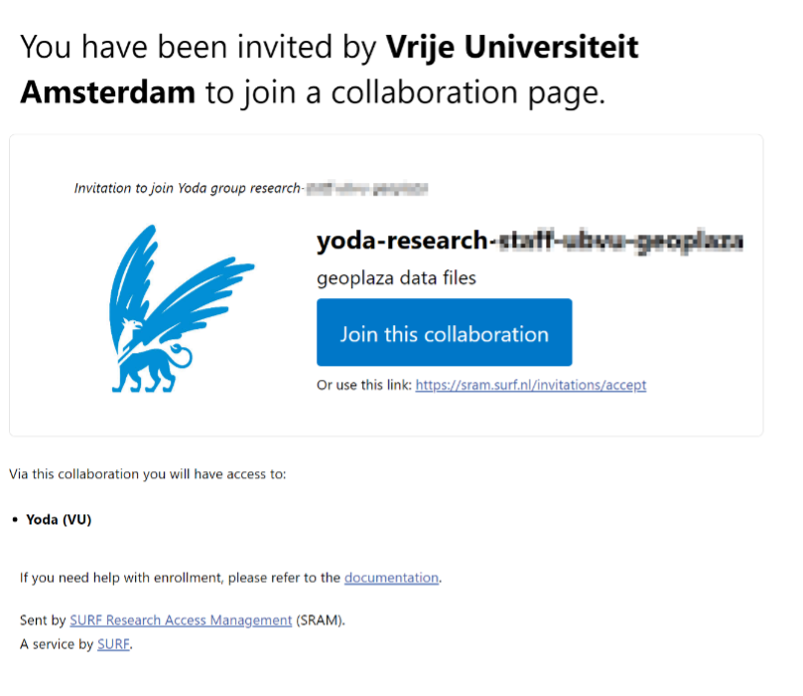 You have been invited by Vrije Universiteit
Amsterdam to join a collaboration page.
Invitation to join Yoda group research-
yoda-research-
geoplaza data files
Join this collaboration
Or use this link: https://sram.surf.nl/invitations/accept
Via this collaboration you will have access to:
• Yoda (VU)
If you need help with enrollment, please refer to the documentation.
Sent by SURF Research Access Management (SRAM).
A service by SURF.